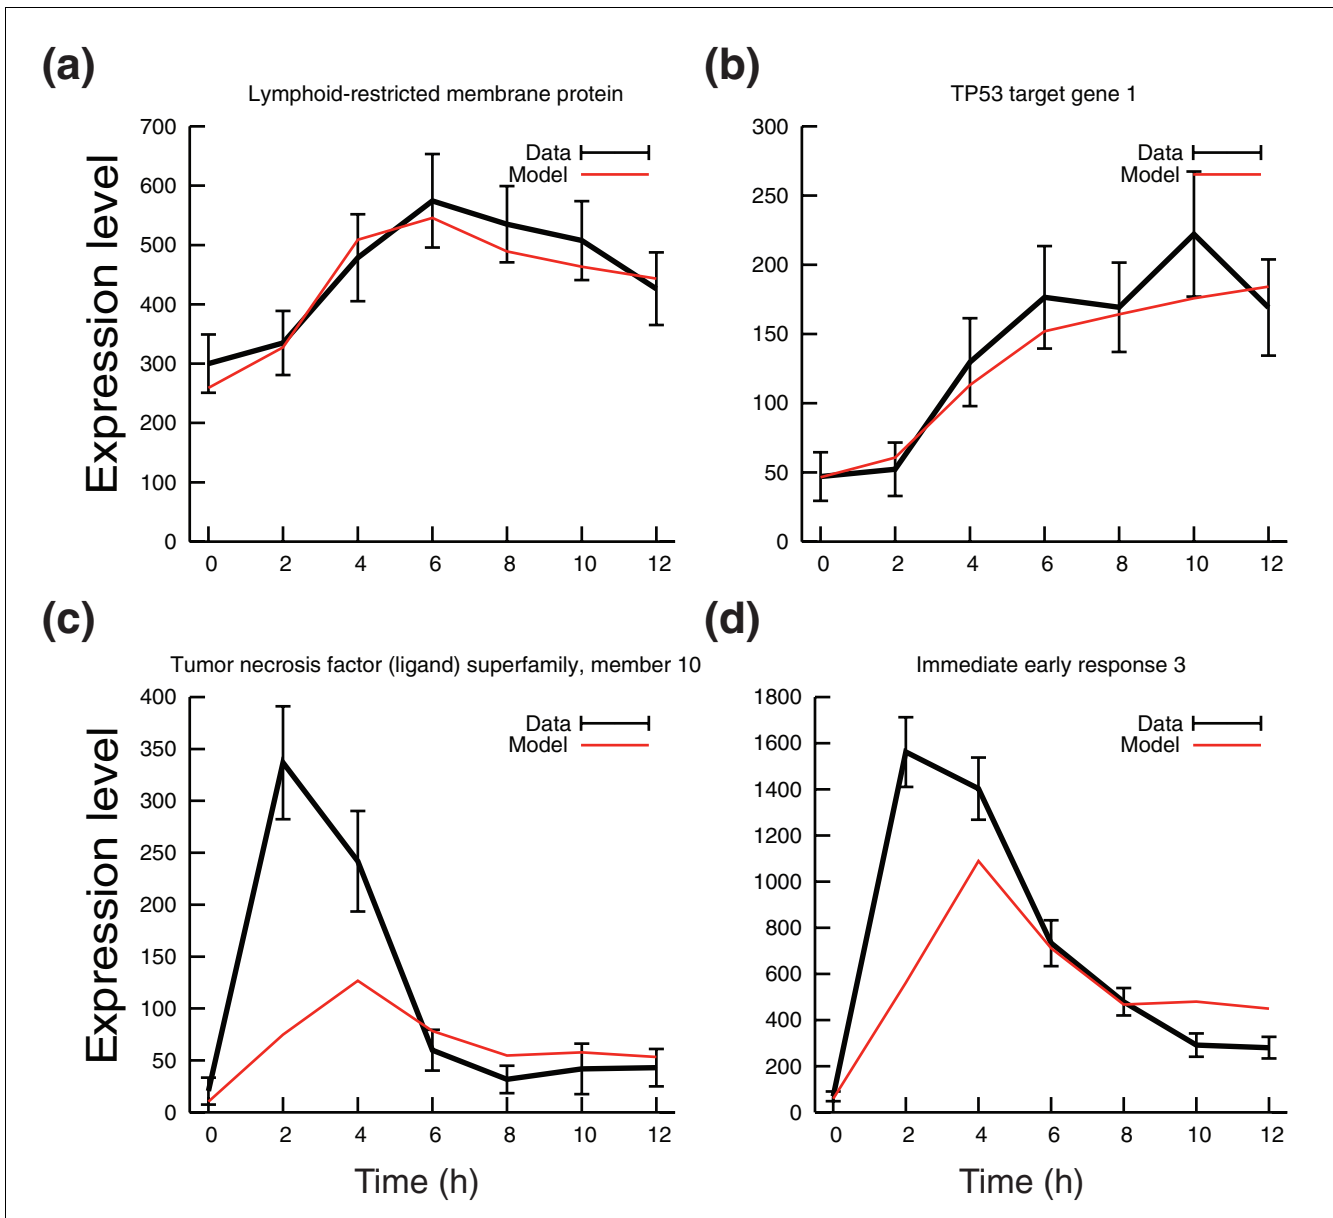 (a)
Lymphoid-restricted membrane protein
Expression level
700
600
500
400
300
200
100
0
Data
Model
0 2 4 6 8 10 12
(b)
TP53 target gene 1
300
250
200
150
100
50
0
Data
Model
0 2 4 6 8 10 12
(c)
Tumor necrosis factor (ligand) superfamily, member 10
Expression level
400
350
300
250
200
150
100
50
0
Data
Model
0 2 4 6 8 10 12
Time (h)
(d)
Immediate early response 3
1800
1600
1400
1200
1000
800
600
400
200
0
Data
Model
0 2 4 6 8 10 12
Time (h)